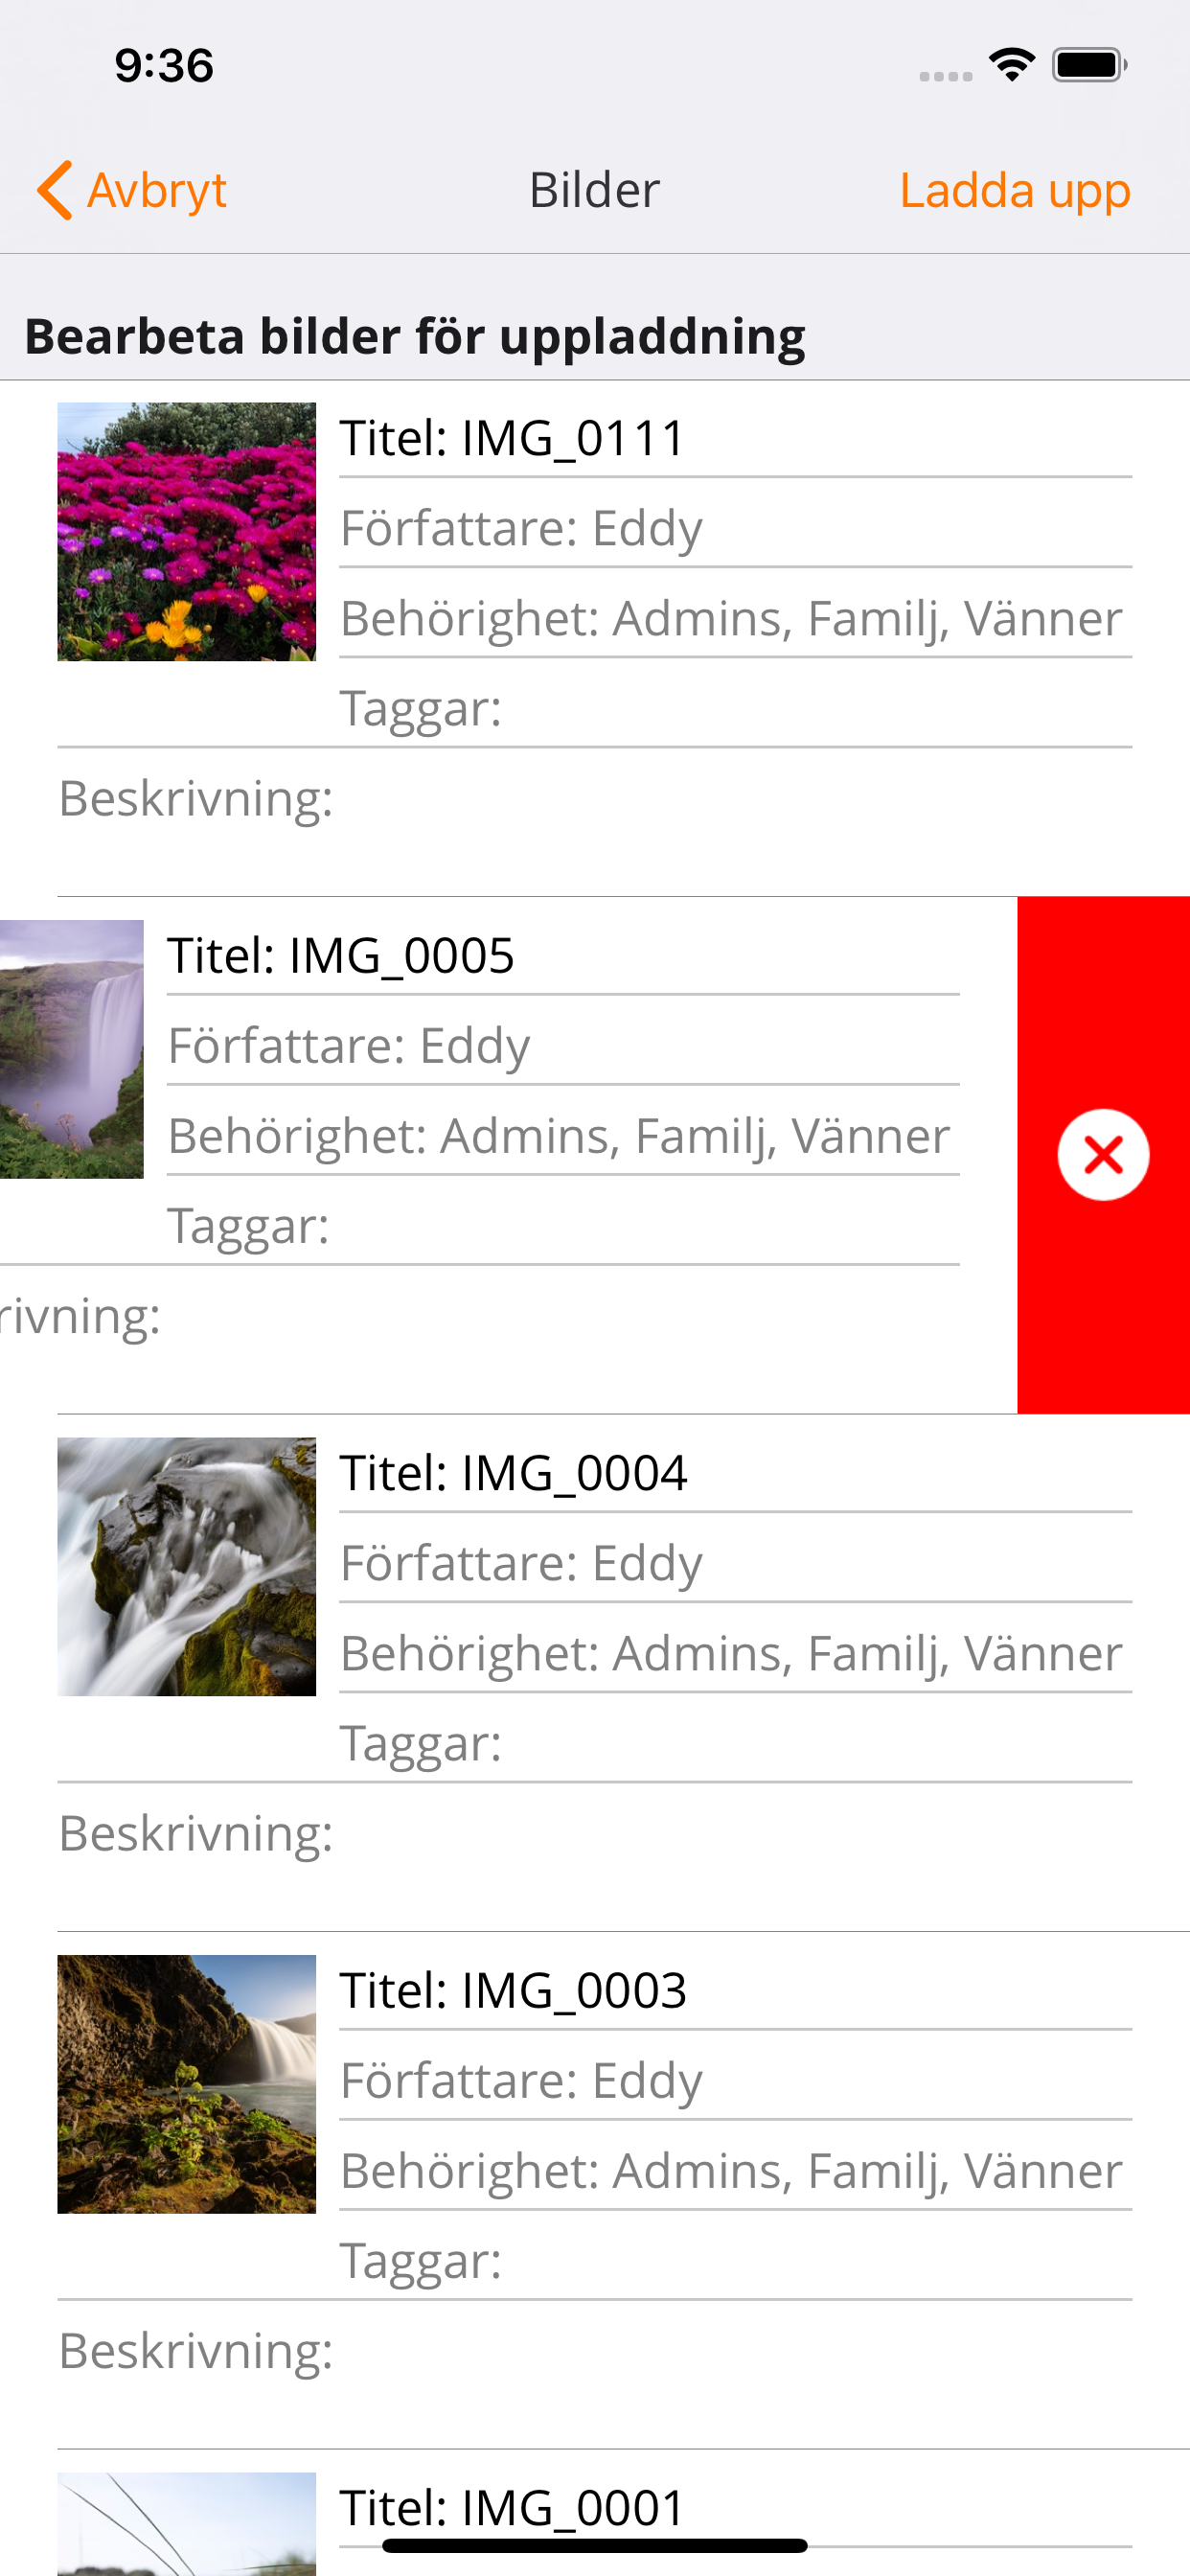 9:36
Avbryt Bilder Ladda upp
Bearbeta bilder för uppladdning
Titel: IMG_0111
Författare: Eddy
Behörighet: Admins, Familj, Vänner
Taggar:
Beskrivning:
Titel: IMG_0005
Författare: Eddy
Behörighet: Admins, Familj, Vänner
Taggar:
rivning:
Titel: IMG_0004
Författare: Eddy
Behörighet: Admins, Familj, Vänner
Taggar:
Beskrivning:
Titel: IMG_0003
Författare: Eddy
Behörighet: Admins, Familj, Vänner
Taggar:
Beskrivning:
Titel: IMG_0001